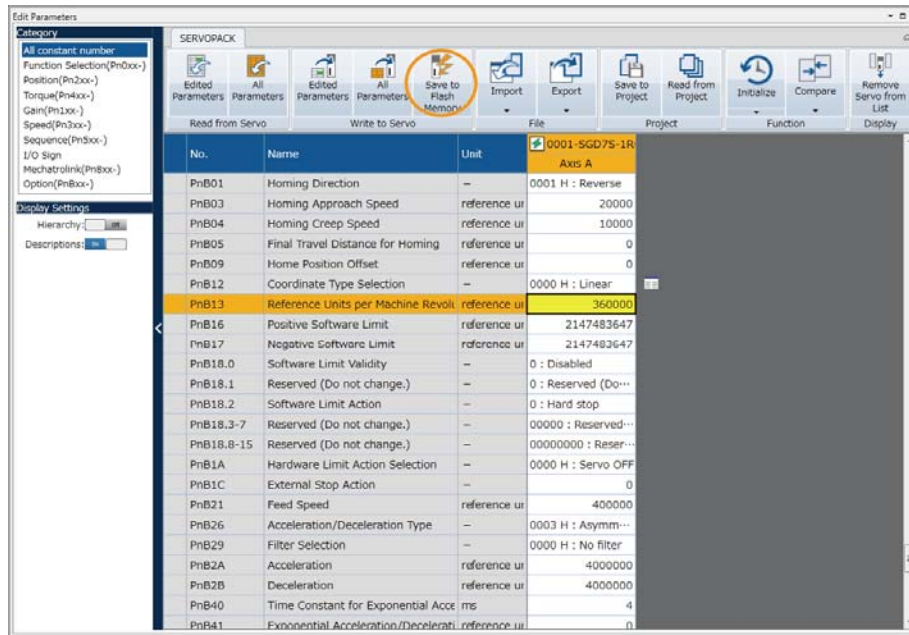 Edit Parameters
Category
All constant number
Function Selection(Pn0xx-)
Position(Pn2xx-)
Torque(Pn4xx-)
Gain(Pn1xx-)
Speed(Pn3xx-)
Sequence(Pn5xx-)
I/O Sign
Mechatrolink(Pn8xx-)
Option(PnBxx-)
Display Settings
Hierarchy:
Descriptions:
SERVOPACK
Edited Parameters
All Parameters
Read from Servo
Edited Parameters
All Parameters
Save to Flash Memory
Write to Servo
Import
Export
File
Save to Project
Read from Project
Project
Initialize
Compare
Function
Remove Servo from List
Display
No. Name Unit 0001-SGD7S-1R
Axis A
PnB01 Homing Direction – 0001 H : Reverse
PnB03 Homing Approach Speed reference ur 20000
PnB04 Homing Creep Speed reference ur 10000
PnB05 Final Travel Distance for Homing reference ur 0
PnB09 Home Position Offset reference ur 0
PnB12 Coordinate Type Selection – 0000 H : Linear
PnB13 Reference Units per Machine Revolu reference ur 360000
PnB16 Positive Software Limit reference ur 2147483647
PnB17 Negative Software Limit reference ur 2147483647
PnB18.0 Software Limit Validity – 0 : Disabled
PnB18.1 Reserved (Do not change.) – 0 : Reserved (Do···
PnB18.2 Software Limit Action – 0 : Hard stop
PnB18.3-7 Reserved (Do not change.) – 00000 : Reserved···
PnB18.8-15 Reserved (Do not change.) – 00000000 : Reser···
PnB1A Hardware Limit Action Selection – 0000 H : Servo OFF
PnB1C External Stop Action – 0
PnB21 Feed Speed reference ur 400000
PnB26 Acceleration/Deceleration Type – 0003 H : Asymm···
PnB29 Filter Selection – 0000 H : No filter
PnB2A Acceleration reference ur 4000000
PnB2B Deceleration reference ur 4000000
PnB40 Time Constant for Exponential Acce ms 4
PnB41 Exponential Acceleration/Decelerati reference ur 0